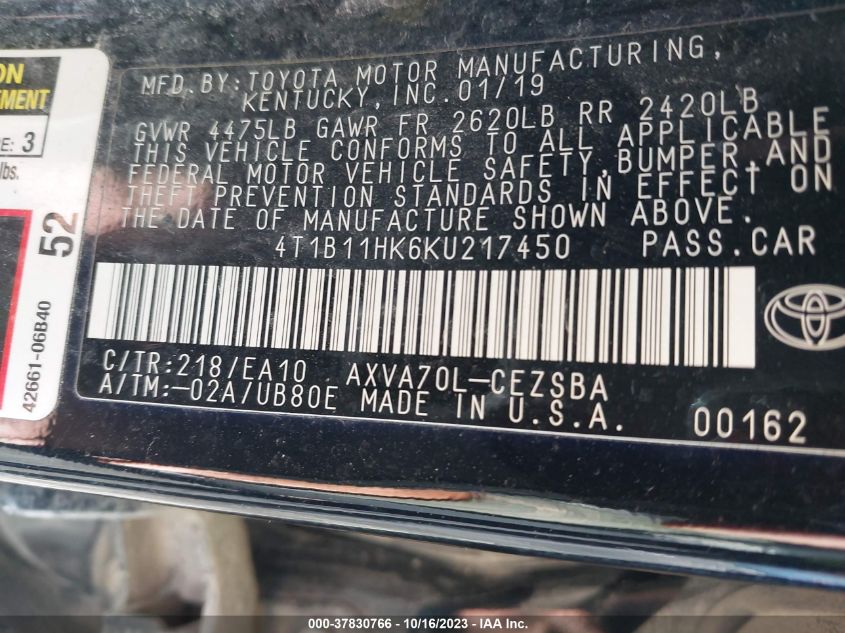 MFD. BY: TOYOTA MOTOR MANUFACTURING,
KENTUCKY, INC. 01/19
GVWR 4475LB GAWR FR 2620LB RR 2420LB
THIS VEHICLE CONFORMS TO ALL APPLICABLE
FEDERAL MOTOR VEHICLE SAFETY, BUMPER, AND
THEFT PREVENTION STANDARDS IN EFFECT ON
THE DATE OF MANUFACTURE SHOWN ABOVE.
4T1B11HK6KU217450 PASS.CAR
C/TR:218/EA10 AXVA70L-CEZSBA
A/TM:-02A/UB80E MADE IN U.S.A. 00162
ON
EMENT
E: 3
lbs.
52
42661-06B40
000-37830766 - 10/16/2023 - IAA Inc.